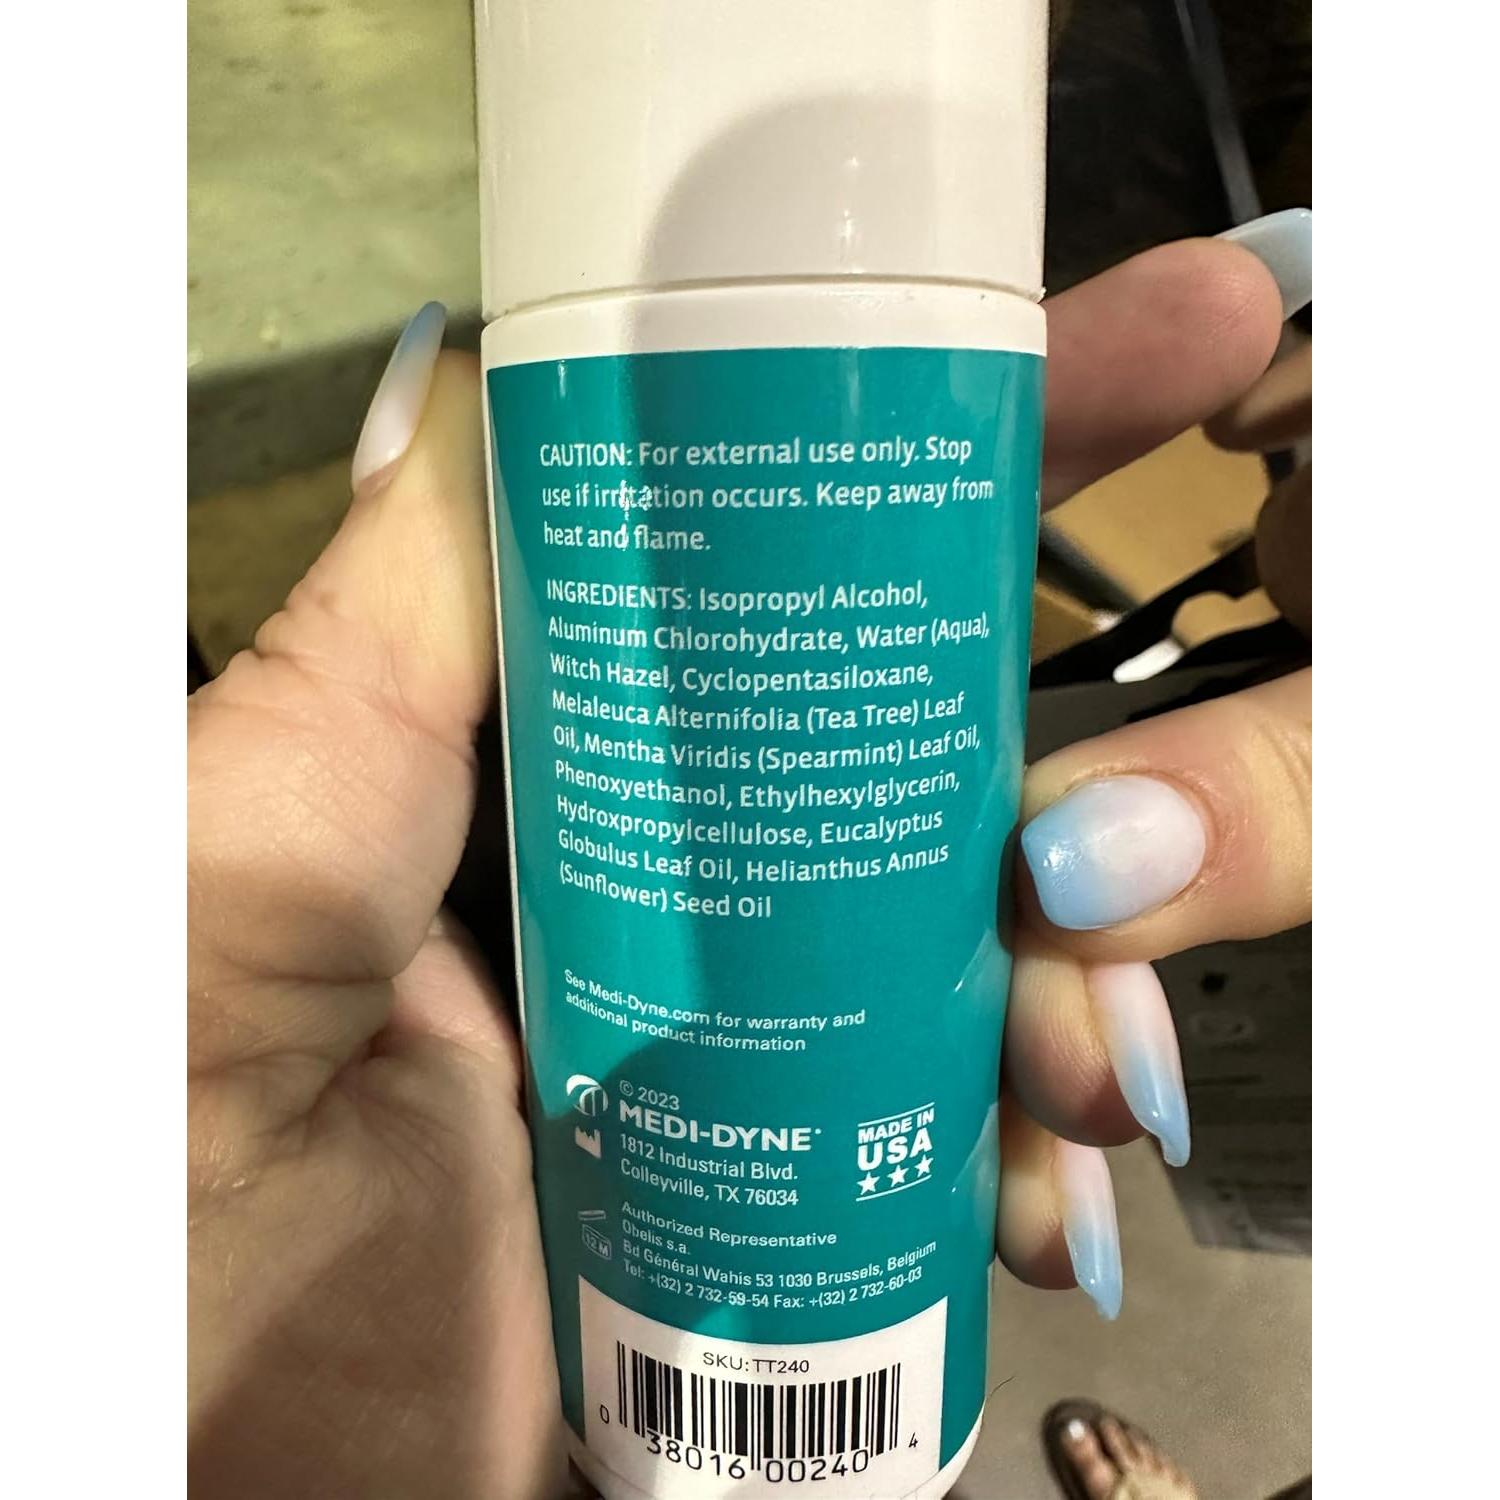 CAUTION: For external use only. Stop
use if irritation occurs. Keep away from
heat and flame.
INGREDIENTS: Isopropyl Alcohol,
Aluminum Chlorohydrate, Water (Aqua),
Witch Hazel, Cyclopentasiloxane,
Melaleuca Alternifolia (Tea Tree) Leaf
Oil, Mentha Viridis (Spearmint) Leaf Oil,
Phenoxyethanol, Ethylhexylglycerin,
Hydroxpropylcellulose, Eucalyptus
Globulus Leaf Oil, Helianthus Annus
(Sunflower) Seed Oil
See Medi-Dyne.com for warranty and
additional product information
© 2023
MEDI-DYNE®
1812 Industrial Blvd.
Colleyville, TX 76034
MADE IN
USA
Authorized Representative
Obelis s.a.
Bd Général Wahis 53 1030 Brussels, Belgium
Tel: +(32) 2 732-59-54 Fax: +(32) 2 732-60-03
12 M
SKU: TT240
0 38016 00240 4